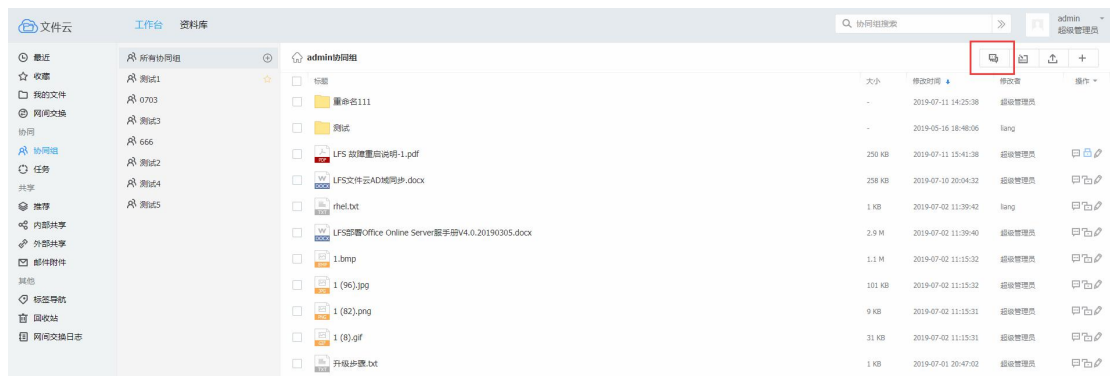 文件云
工作台 资料库
协同组搜索
admin
超级管理员
最近
收藏
我的文件
网间交换
协同
协同组
任务
共享
推荐
内部共享
外部共享
邮件附件
其他
标签导航
回收站
网间交换日志
所有协同组
测试1
0703
测试3
666
测试2
测试4
测试5
admin协同组
标题 大小 修改时间 修改者 操作
重命名111 - 2019-07-11 14:25:38 超级管理员
测试 - 2019-05-16 18:48:06 liang
PDF LFS 故障重启说明-1.pdf 250 KB 2019-07-11 15:41:38 超级管理员
W DOCX LFS文件云AD域同步.docx 258 KB 2019-07-10 20:04:32 超级管理员
TXT rhel.txt 1 KB 2019-07-02 11:39:42 liang
W DOCX LFS部署Office Online Server服手册V4.0.20190305.docx 2.9 M 2019-07-02 11:39:40 超级管理员
1.bmp 1.1 M 2019-07-02 11:15:32 超级管理员
1 (96).jpg 101 KB 2019-07-02 11:15:32 超级管理员
1 (82).png 9 KB 2019-07-02 11:15:31 超级管理员
1 (8).gif 31 KB 2019-07-02 11:15:31 超级管理员
TXT 升级步骤.txt 1 KB 2019-07-01 20:47:02 超级管理员